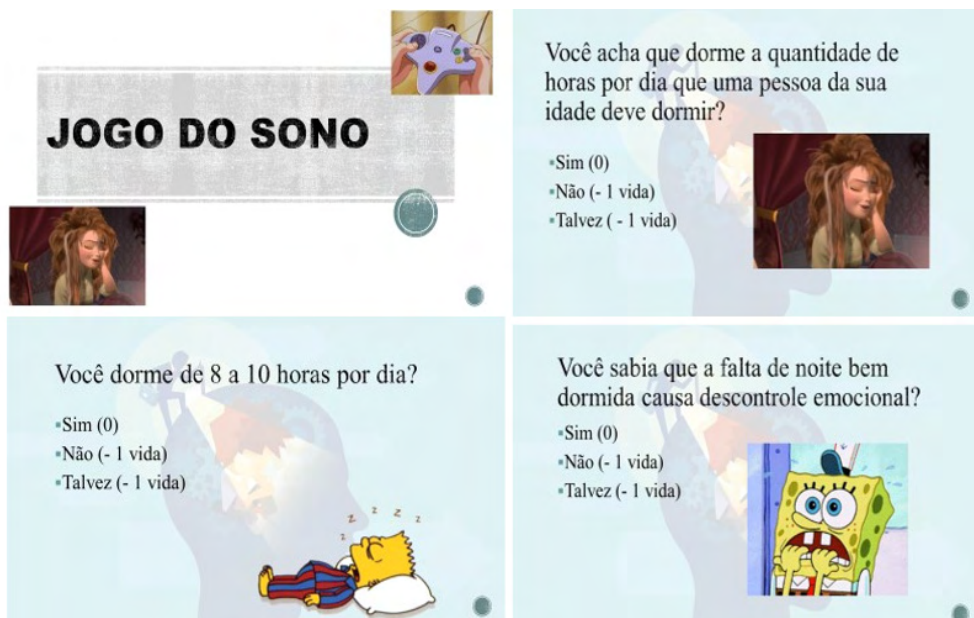 JOGO DO SONO
Você acha que dorme a quantidade de
horas por dia que uma pessoa da sua
idade deve dormir?
▪Sim (0)
▪Não (- 1 vida)
▪Talvez ( - 1 vida)
Você dorme de 8 a 10 horas por dia?
▪Sim (0)
▪Não (- 1 vida)
▪Talvez (- 1 vida)
z z z z z
Você sabia que a falta de noite bem
dormida causa descontrole emocional?
▪Sim (0)
▪Não (- 1 vida)
▪Talvez (- 1 vida)